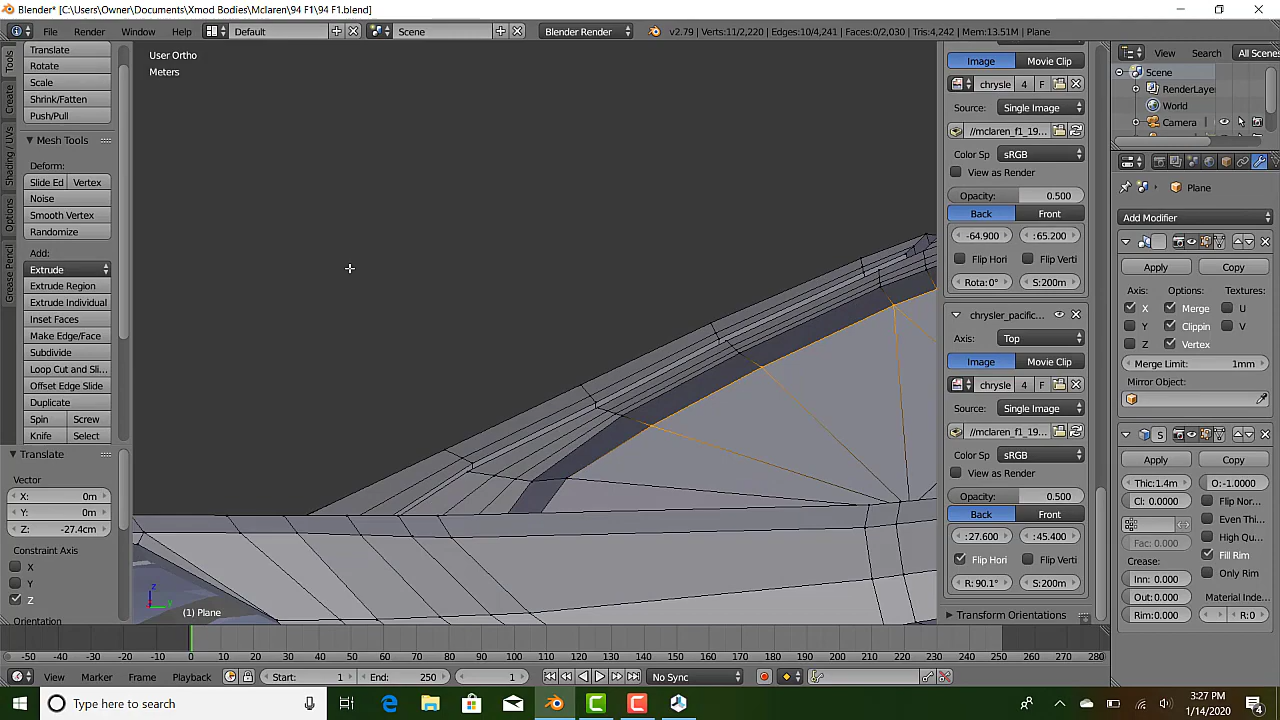 Blender* [C:\Users\Owner\Documents\Xmod Bodies\Mclaren\94 F1\94 F1.blend]
File Render Window Help Default Scene Blender Render v2.79 | Verts:11/2,220 | Edges:10/4,241 | Faces:0/2,030 | Tris:4,242 | Mem:13.51M | Plane
View Search All Scenes
Tools
Create
Shading / UVs
Options
Grease Pencil
Translate
Rotate
Scale
Shrink/Fatten
Push/Pull
Mesh Tools
Deform:
Slide Ed Vertex
Noise
Smooth Vertex
Randomize
Add:
Extrude
Extrude Region
Extrude Individual
Inset Faces
Make Edge/Face
Subdivide
Loop Cut and Sli...
Offset Edge Slide
Duplicate
Spin Screw
Knife Select
Translate
Vector
X: 0m
Y: 0m
Z: -27.4cm
Constraint Axis
X
Y
Z
Orientation
User Ortho
Meters
z
y
(1) Plane
Image Movie Clip
chrysle 4 F
Source: Single Image
//mclaren_f1_19...
Color Sp sRGB
View as Render
Opacity: 0.500
Back Front
-64.900 :65.200
Flip Hori Flip Verti
Rota: 0° S:200m
chrysler_pacific...
Axis: Top
Image Movie Clip
chrysle 4 F
Source: Single Image
//mclaren_f1_19...
Color Sp sRGB
View as Render
Opacity: 0.500
Back Front
:27.600 :45.400
Flip Hori Flip Verti
R: 90.1° S:200m
Transform Orientations
Scene
RenderLaye
World
Camera
Plane
Add Modifier
Apply Copy
Axis: Options: Textures:
X Merge U
Y Clippin V
Z Vertex
Merge Limit: 1mm
Mirror Object:
S
Apply Copy
Thic:1.4m O:-1.0000
Cl: 0.000 Flip Nor
Even Thi
High Qu
Fac: 0.000 Fill Rim
Crease: Only Rim
Inn: 0.000 Material Inde
Out:0.000
Rim:0.000 R:0
-50 -40 -30 -20 -10 0 10 20 30 40 50 60 70 80 90 100 110 120 130 140 150 160 170 180 190 200 210 220 230 240 250 260 270 280
View Marker Frame Playback Start: 1 End: 250 1 No Sync
Type here to search
3:27 PM
1/14/2020